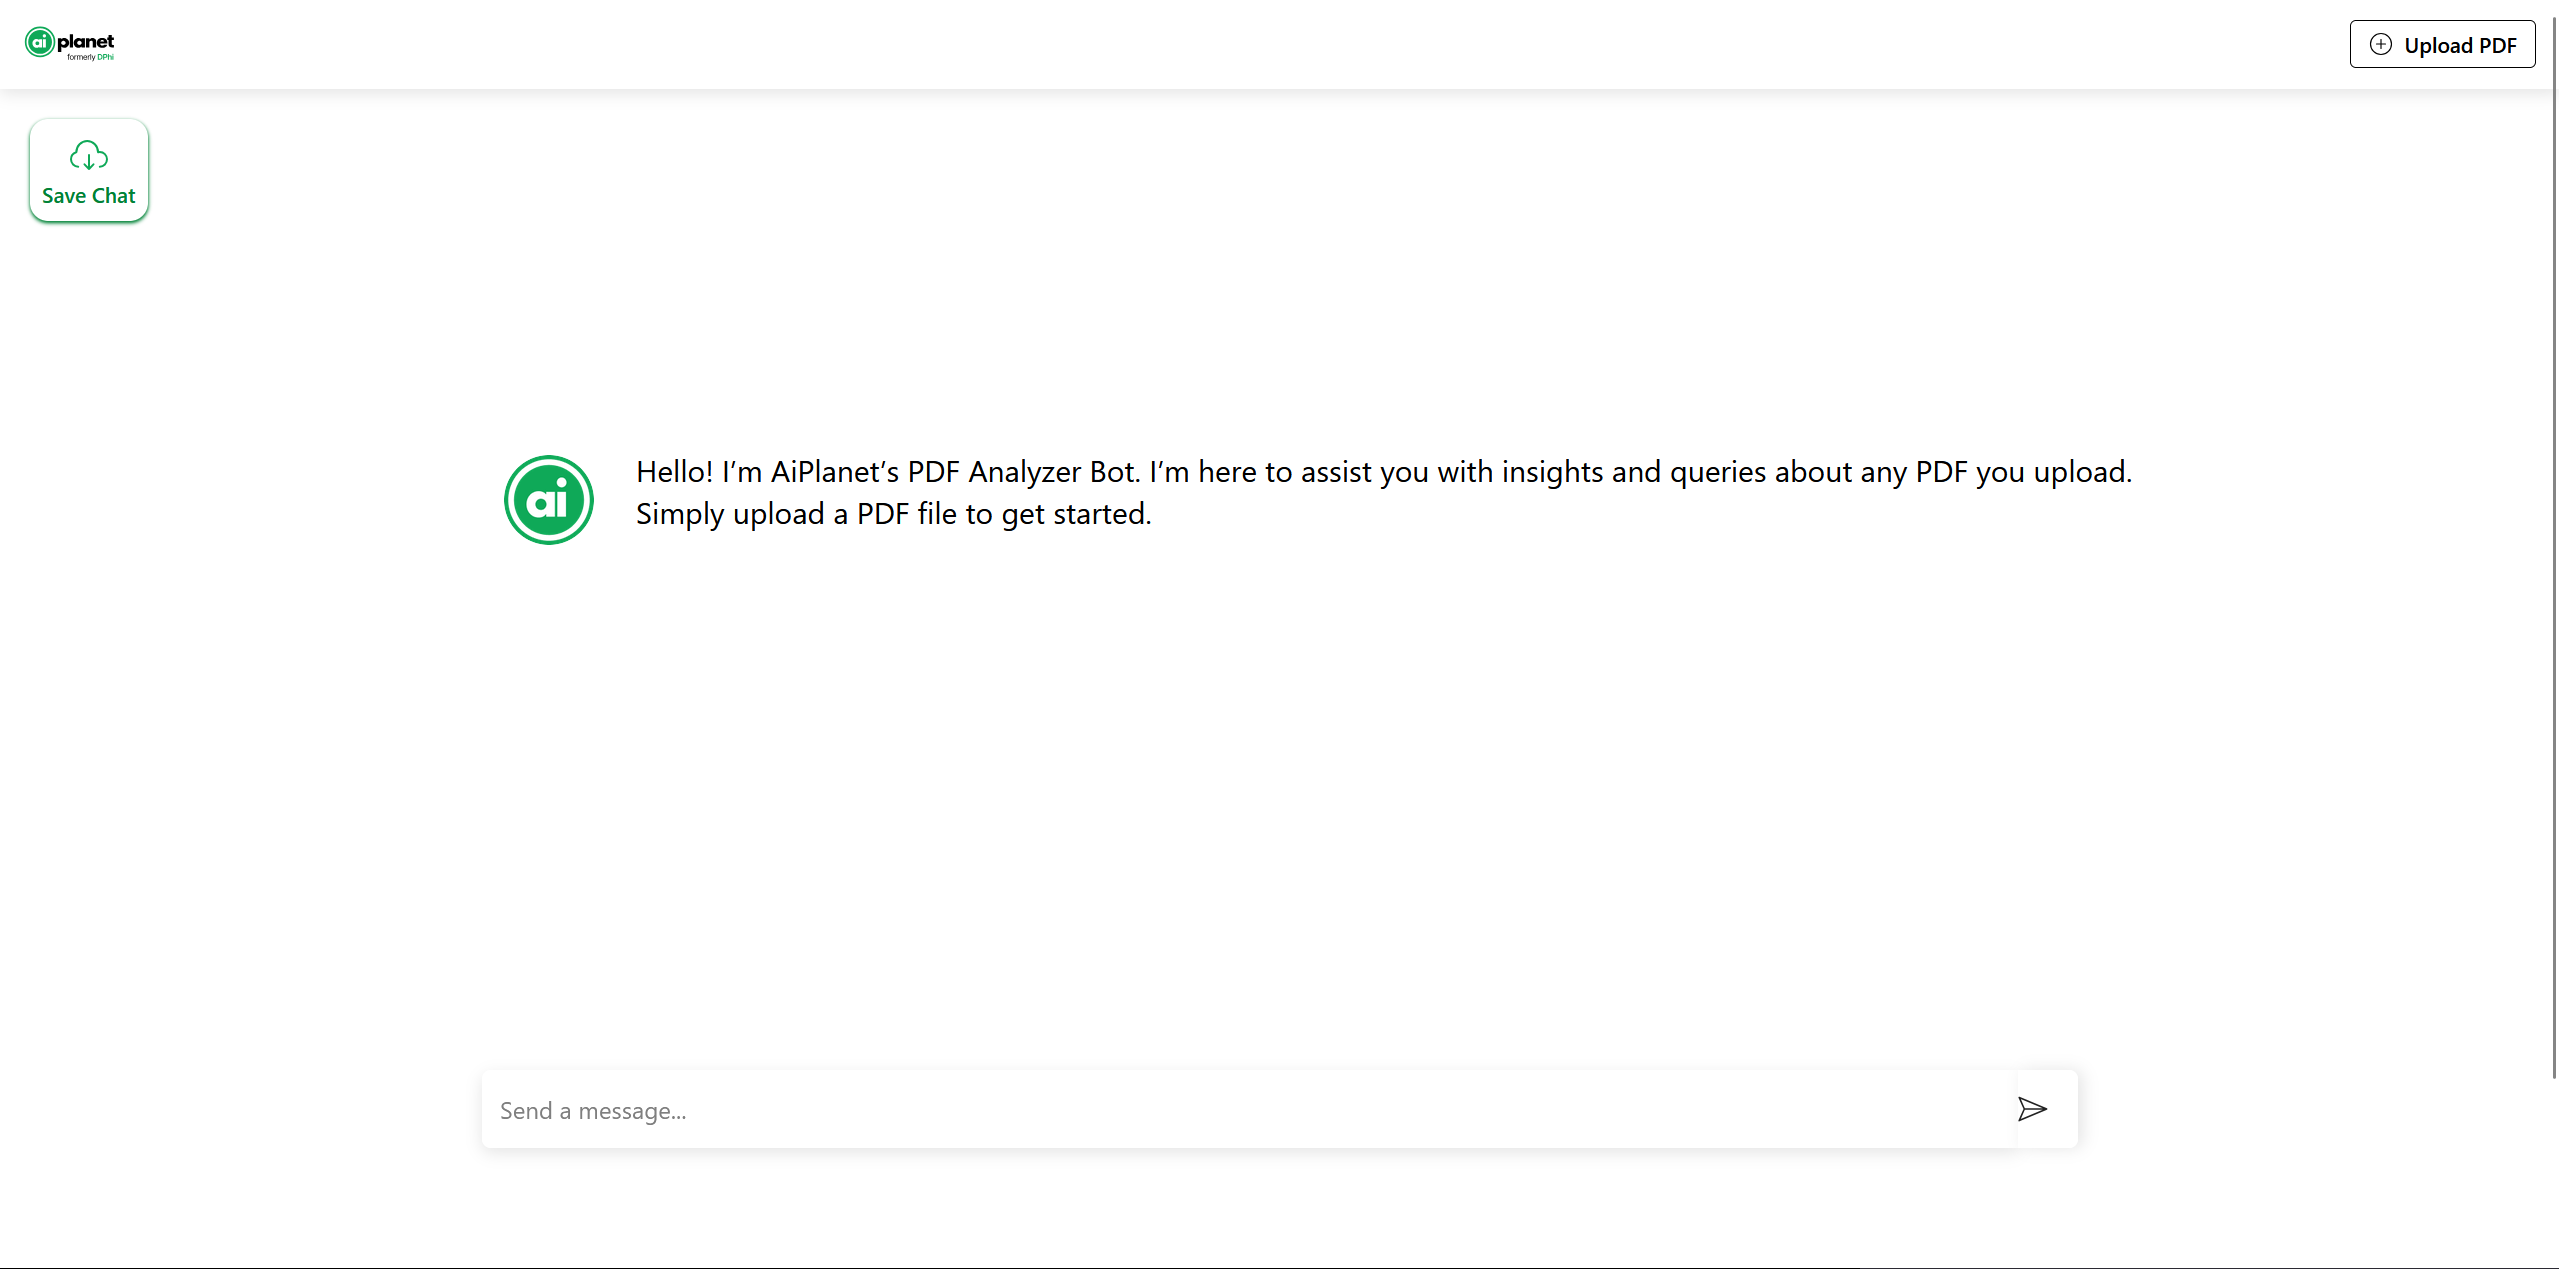 ai planet
formerly DPhi
Upload PDF
Save Chat
ai
Hello! I’m AiPlanet’s PDF Analyzer Bot. I’m here to assist you with insights and queries about any PDF you upload.
Simply upload a PDF file to get started.
Send a message...